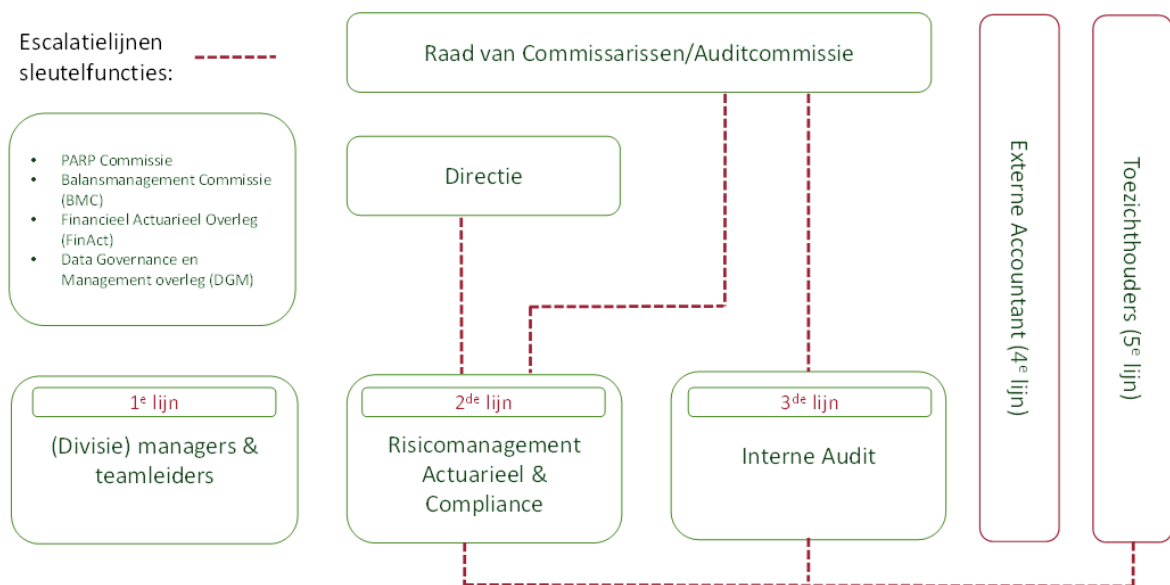 Escalatielijnen
sleutelfuncties:
Raad van Commissarissen/Auditcommissie
• PARP Commissie
• Balansmanagement Commissie
(BMC)
• Financieel Actuarieel Overleg
(FinAct)
• Data Governance en
Management overleg (DGM)
Directie
1e lijn
(Divisie) managers &
teamleiders
2de lijn
Risicomanagement
Actuarieel &
Compliance
3de lijn
Interne Audit
Externe Accountant (4e lijn)
Toezichthouders (5e lijn)